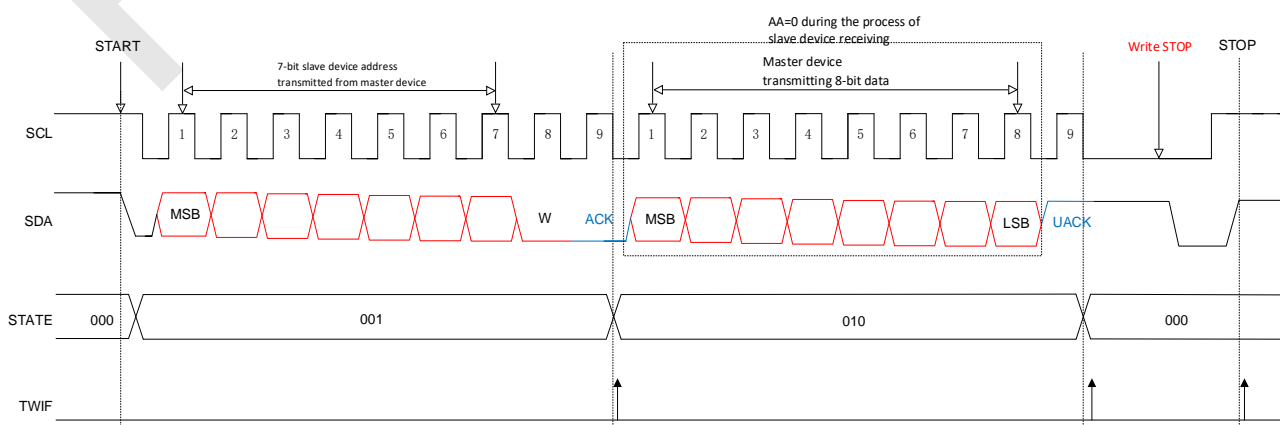 AA=0 during the process of
slave device receiving
START
Write STOP
STOP
7-bit slave device address
transmitted from master device
Master device
transmitting 8-bit data
SCL
1 2 3 4 5 6 7 8 9 1 2 3 4 5 6 7 8 9
SDA
MSB W ACK MSB LSB UACK
STATE
000 001 010 000
TWIF